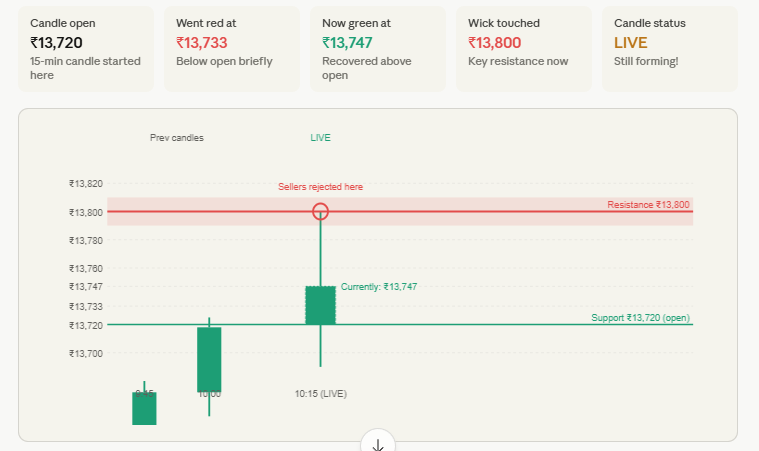 Candle open
₹13,720
15-min candle started
here
Went red at
₹13,733
Below open briefly
Now green at
₹13,747
Recovered above
open
Wick touched
₹13,800
Key resistance now
Candle status
LIVE
Still forming!
Prev candles
LIVE
₹13,820
Sellers rejected here
Resistance ₹13,800
₹13,800
₹13,780
₹13,760
₹13,747
Currently: ₹13,747
₹13,733
Support ₹13,720 (open)
₹13,720
₹13,700
9:45
10:00
10:15 (LIVE)